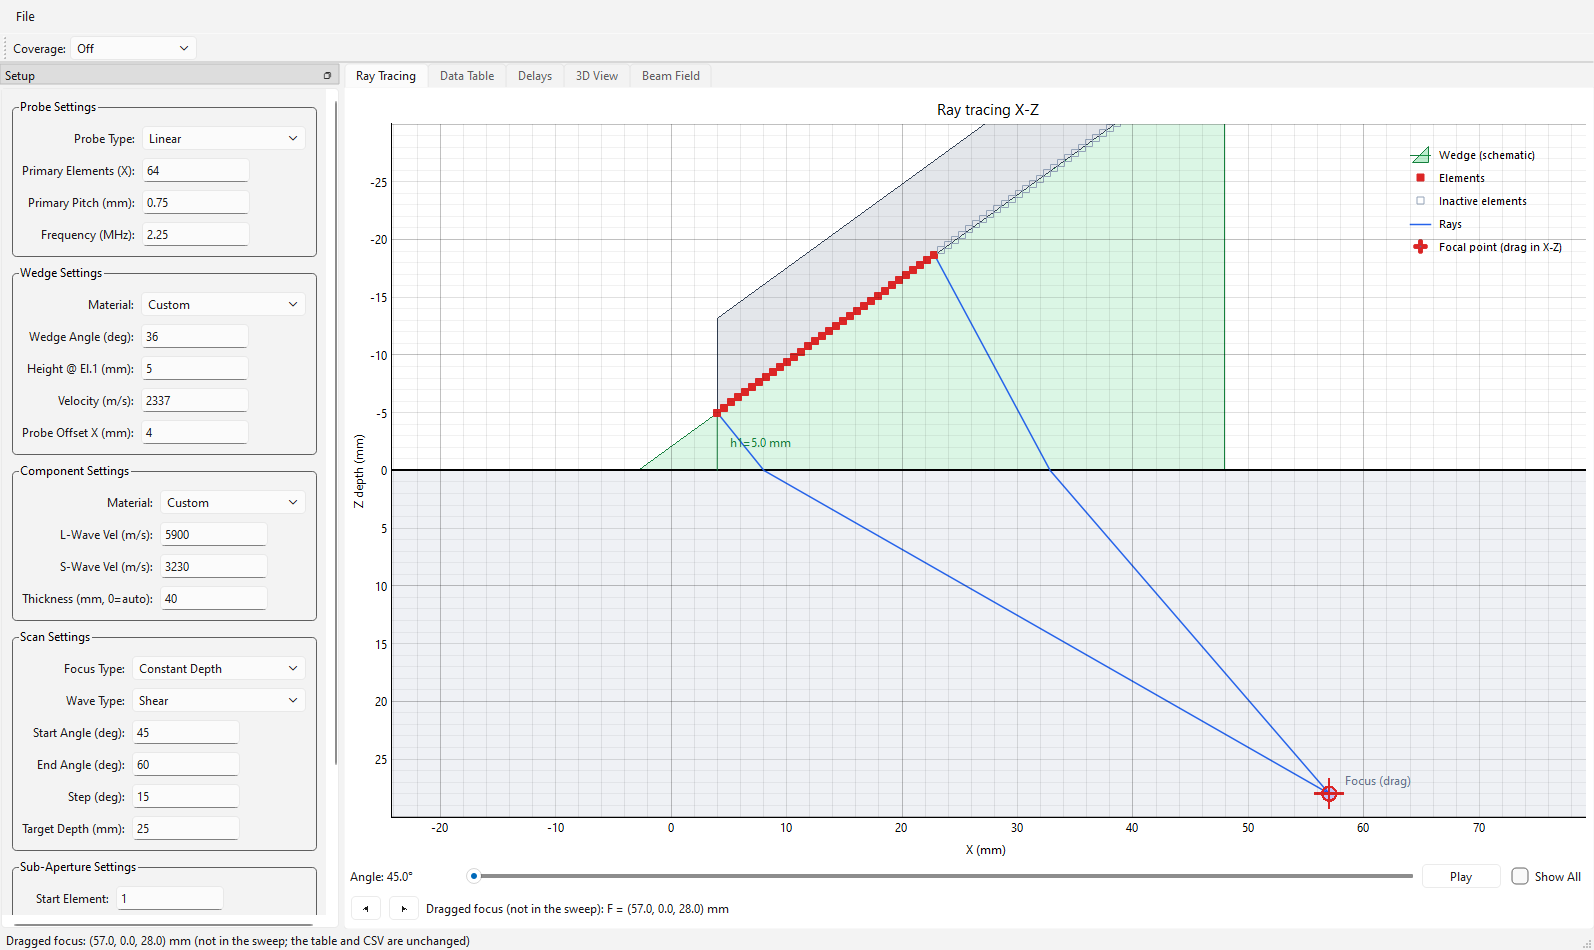 File
Coverage: Off
Setup
Probe Settings
Probe Type: Linear
Primary Elements (X): 64
Primary Pitch (mm): 0.75
Frequency (MHz): 2.25
Wedge Settings
Material: Custom
Wedge Angle (deg): 36
Height @ El.1 (mm): 5
Velocity (m/s): 2337
Probe Offset X (mm): 4
Component Settings
Material: Custom
L-Wave Vel (m/s): 5900
S-Wave Vel (m/s): 3230
Thickness (mm, 0=auto): 40
Scan Settings
Focus Type: Constant Depth
Wave Type: Shear
Start Angle (deg): 45
End Angle (deg): 60
Step (deg): 15
Target Depth (mm): 25
Sub-Aperture Settings
Start Element: 1
Ray Tracing Data Table Delays 3D View Beam Field
Ray tracing X-Z
Wedge (schematic)
Elements
Inactive elements
Rays
Focal point (drag in X-Z)
-25
-20
-15
-10
-5
0
5
10
15
20
25
Z depth (mm)
h1=5.0 mm
Focus (drag)
-20 -10 0 10 20 30 40 50 60 70
X (mm)
Angle: 45.0°
Play
Show All
Dragged focus (not in the sweep): F = (57.0, 0.0, 28.0) mm
Dragged focus: (57.0, 0.0, 28.0) mm (not in the sweep; the table and CSV are unchanged)